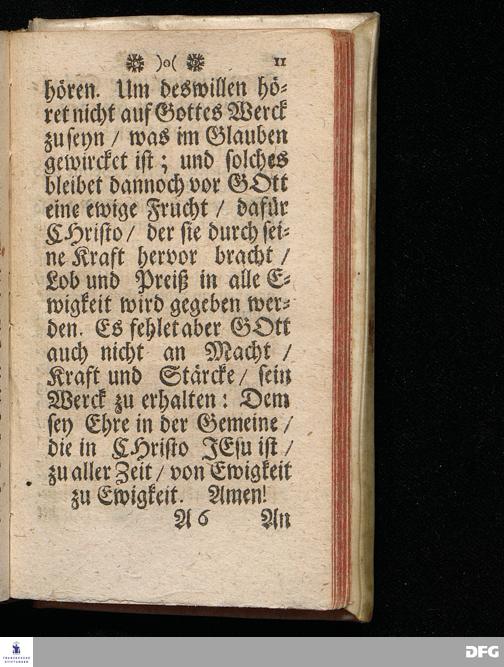 )o( 11
hören. Um deswillen hö-
ret nicht auf Gottes Werck
zu seyn / was im Glauben
gewircket ist; und solches
bleibet dannoch vor GOtt
eine ewige Frucht / dafür
CHristo / der sie durch sei-
ne Kraft hervor bracht /
Lob und Preiß in alle E-
wigkeit wird gegeben wer-
den. Es fehlet aber GOtt
auch nicht an Macht /
Kraft und Stärcke / sein
Werck zu erhalten: Dem
sey Ehre in der Gemeine /
die in CHristo JEsu ist /
zu aller Zeit / von Ewigkeit
zu Ewigkeit. Amen!
A 6 An
FRANCKESCHE
STIFTUNGEN
DFG